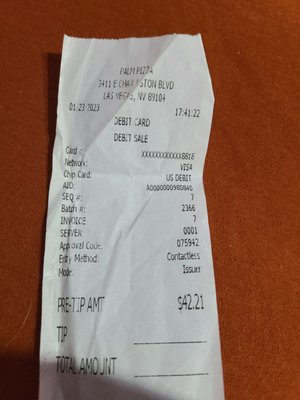 PALM PIZZA
3411 E CHARLESTON BLVD
LAS VEGAS, NV 89104
01/23/2023 17:41:22
DEBIT CARD
DEBIT SALE
Card #: XXXXXXXXXXXX8816
Network: VISA
Chip Card: US DEBIT
AID: A0000000980840
SEQ #: 7
Batch #: 2366
INVOICE 7
SERVER 0001
Approval Code: 075942
Entry Method: Contactless
Mode: Issuer
PRE-TIP AMT $42.21
TIP
TOTAL AMOUNT